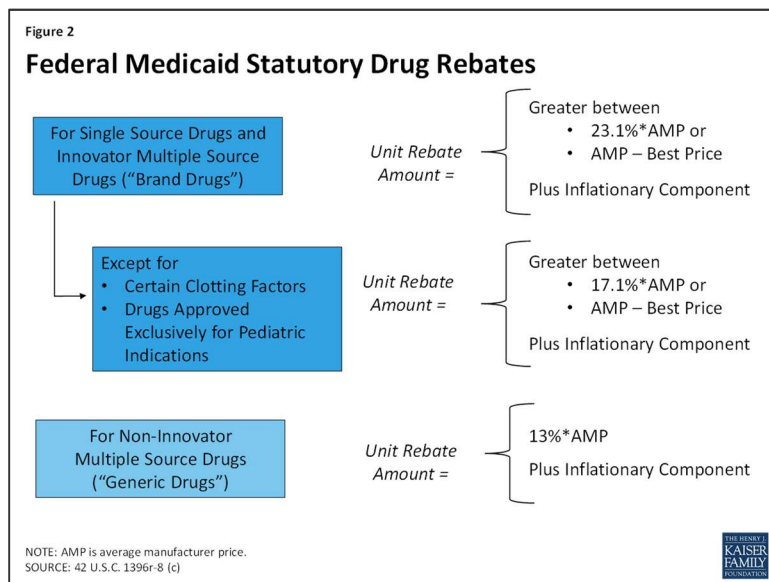 Figure 2
Federal Medicaid Statutory Drug Rebates
For Single Source Drugs and
Innovator Multiple Source
Drugs (“Brand Drugs”)
Unit Rebate
Amount =
Greater between
• 23.1%*AMP or
• AMP – Best Price
Plus Inflationary Component
Except for
• Certain Clotting Factors
• Drugs Approved
Exclusively for Pediatric
Indications
Unit Rebate
Amount =
Greater between
• 17.1%*AMP or
• AMP – Best Price
Plus Inflationary Component
For Non-Innovator
Multiple Source Drugs
(“Generic Drugs”)
Unit Rebate
Amount =
13%*AMP
Plus Inflationary Component
NOTE: AMP is average manufacturer price.
SOURCE: 42 U.S.C. 1396r-8 (c)
THE HENRY J.
KAISER
FAMILY
FOUNDATION